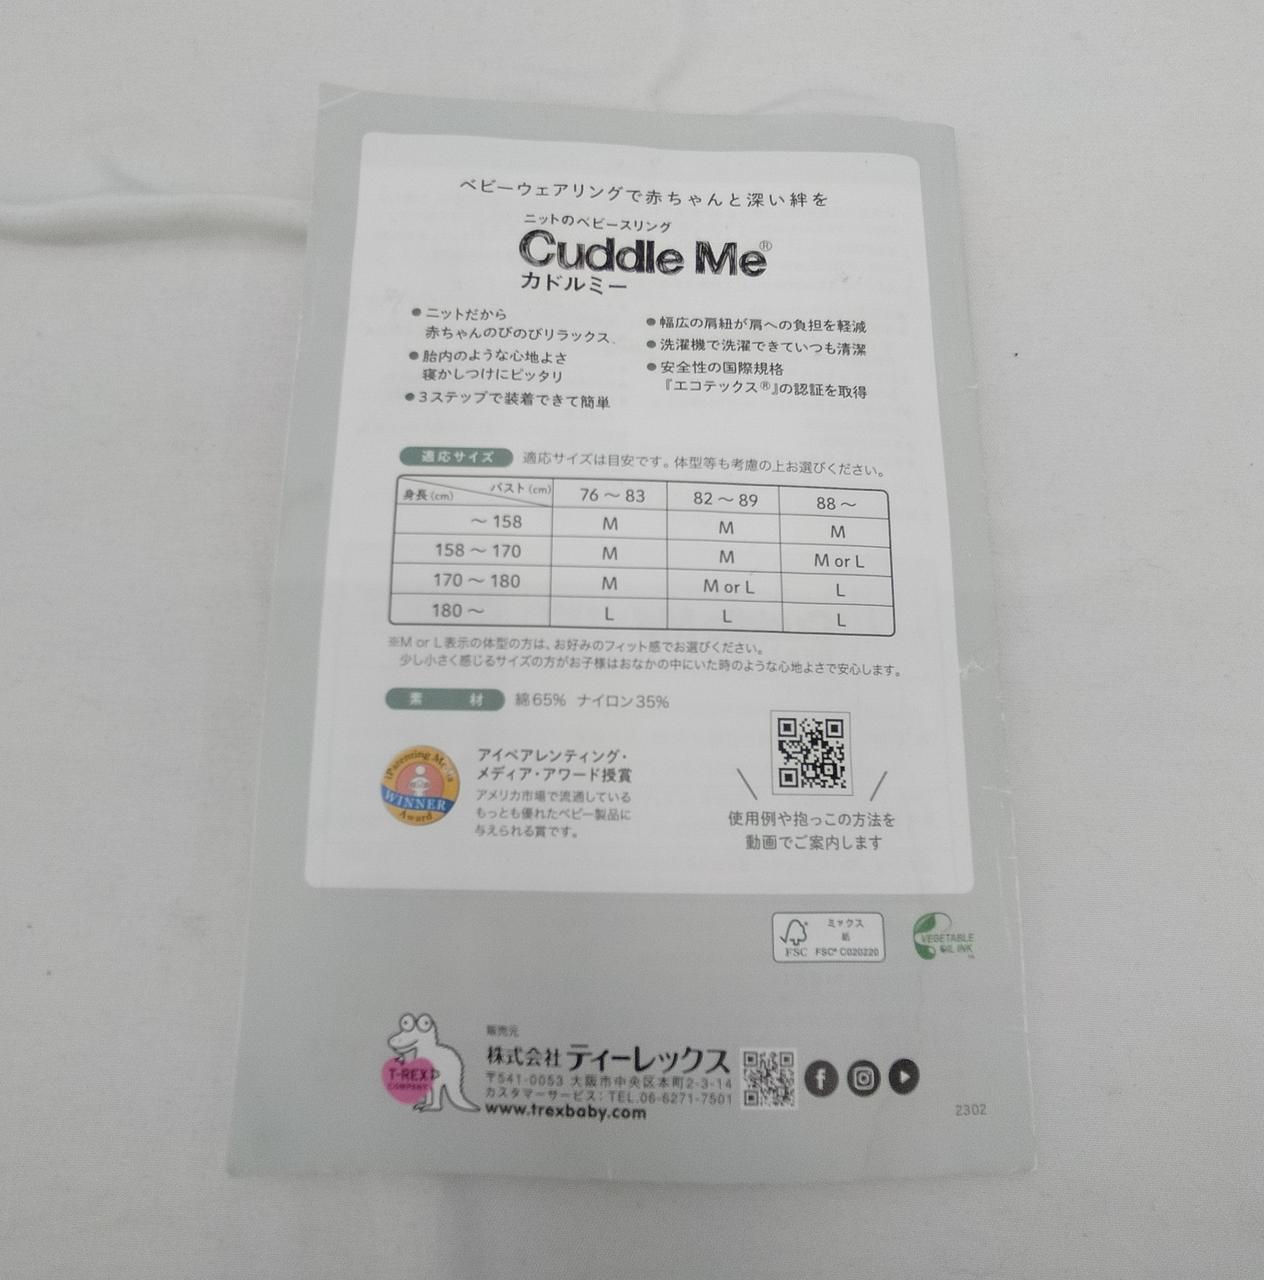 ベビーウェアリングで赤ちゃんと深い絆を
ニットのベビースリング
Cuddle Me®
カドルミー
●ニットだから
赤ちゃんのびのびリラックス
●胎内のような心地よさ
寝かしつけにピッタリ
●3ステップで装着できて簡単
●幅広の肩紐が肩への負担を軽減
●洗濯機で洗濯できていつも清潔
●安全性の国際規格
『エコテックス®』の認証を取得
適応サイズ 適応サイズは目安です。体型等も考慮の上お選びください。
身長(cm) バスト(cm) 76～83 82～89 88～
～158 M M M
158～170 M M M or L
170～180 M M or L L
180～ L L L
※M or L表示の体型の方は、お好みのフィット感でお選びください。
少し小さく感じるサイズの方がお子様はおなかの中にいた時のような心地よさで安心します。
素 材 綿65% ナイロン35%
iParenting Media
WINNER
Award
アイペアレンティング・
メディア・アワード授賞
アメリカ市場で流通している
もっとも優れたベビー製品に
与えられる賞です。
使用例や抱っこの方法を
動画でご案内します
FSC
ミックス
紙
FSC® C020220
VEGETABLE
OIL INK
T-REX
COMPANY
販売元
株式会社ティーレックス
〒541-0053 大阪市中央区本町2-3-14
カスタマーサービス：TEL.06-6271-7501
www.trexbaby.com
2302